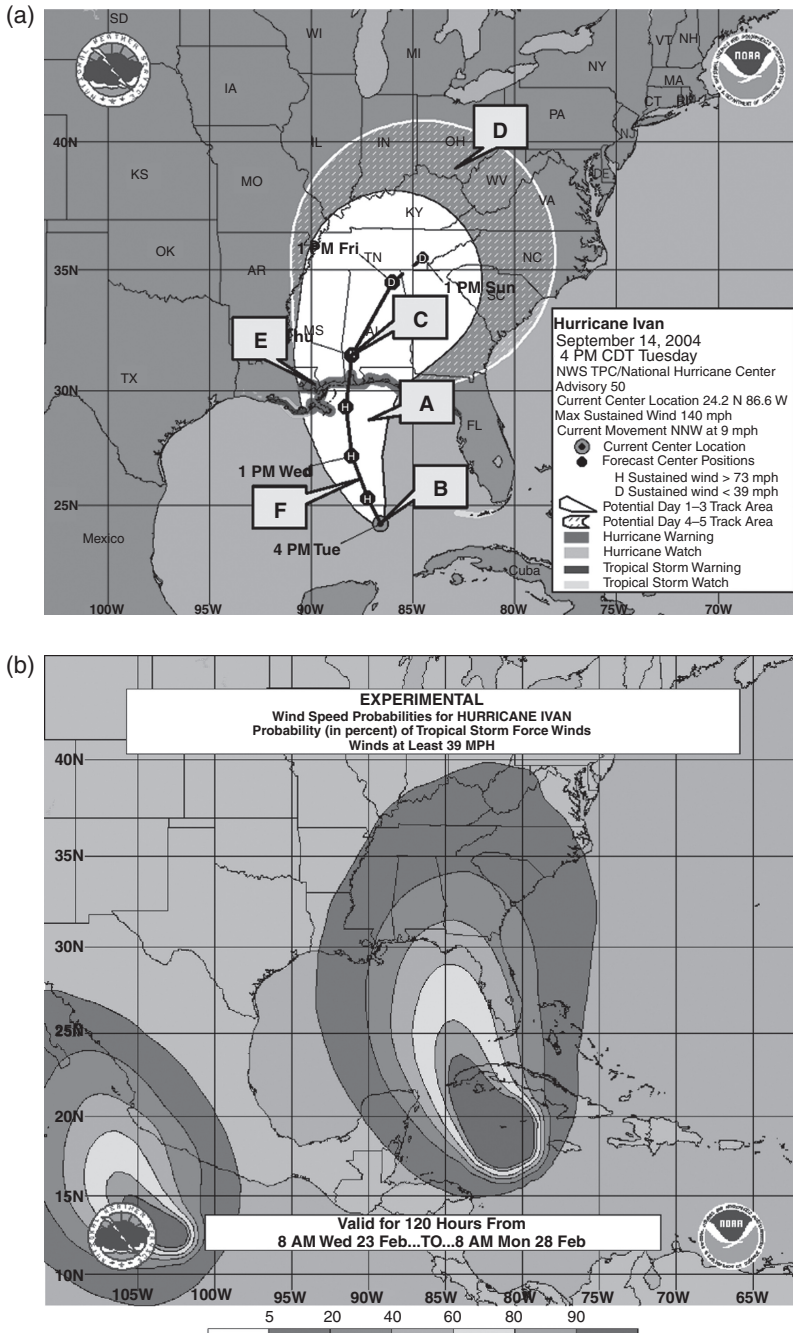 (a)
SD
WI
MI
VT
NH
NY
MA
CT
RI
IA
PA
NJ
40N
IL
IN
OH
D
KS
MO
WV
DE
VA
KY
1 PM Fri
TN
D
NC
OK
35N
AR
D
1 PM Sun
SC
C
E
MS
AL
TX
30N
A
H
FL
1 PM Wed
H
B
25N
F
H
Mexico
4 PM Tue
Cuba
100W
95W
90W
85W
80W
70W
Hurricane Ivan
September 14, 2004
4 PM CDT Tuesday
NWS TPC/National Hurricane Center
Advisory 50
Current Center Location 24.2 N 86.6 W
Max Sustained Wind 140 mph
Current Movement NNW at 9 mph
Current Center Location
Forecast Center Positions
H Sustained wind > 73 mph
D Sustained wind < 39 mph
Potential Day 1–3 Track Area
Potential Day 4–5 Track Area
Hurricane Warning
Hurricane Watch
Tropical Storm Warning
Tropical Storm Watch
NATIONAL WEATHER SERVICE
NOAA
(b)
EXPERIMENTAL
Wind Speed Probabilities for HURRICANE IVAN
Probability (in percent) of Tropical Storm Force Winds
Winds at Least 39 MPH
40N
35N
30N
25N
20N
15N
Valid for 120 Hours From
8 AM Wed 23 Feb...TO...8 AM Mon 28 Feb
NOAA
10N
105W
100W
95W
90W
85W
80W
75W
70W
65W
5 20 40 60 80 90